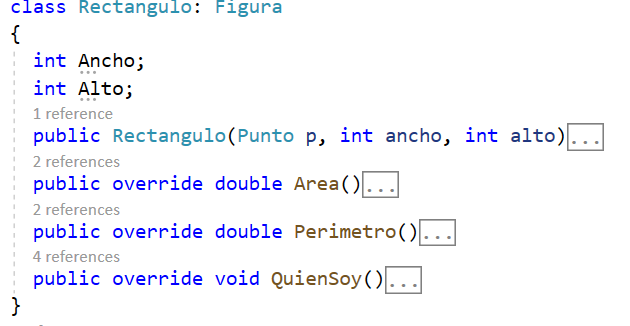 class Rectangulo: Figura
{
int Ancho;
int Alto;
1 reference
public Rectangulo(Punto p, int ancho, int alto)...
2 references
public override double Area()...
2 references
public override double Perimetro()...
4 references
public override void QuienSoy()...
}